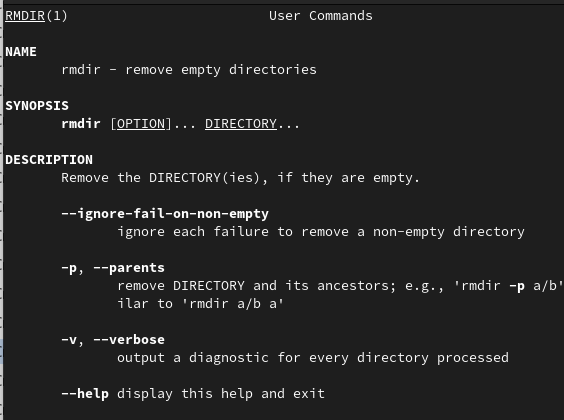 RMDIR(1) User Commands
NAME
rmdir - remove empty directories
SYNOPSIS
rmdir [OPTION]... DIRECTORY...
DESCRIPTION
Remove the DIRECTORY(ies), if they are empty.
--ignore-fail-on-non-empty
ignore each failure to remove a non-empty directory
-p, --parents
remove DIRECTORY and its ancestors; e.g., 'rmdir -p a/b'
ilar to 'rmdir a/b a'
-v, --verbose
output a diagnostic for every directory processed
--help display this help and exit